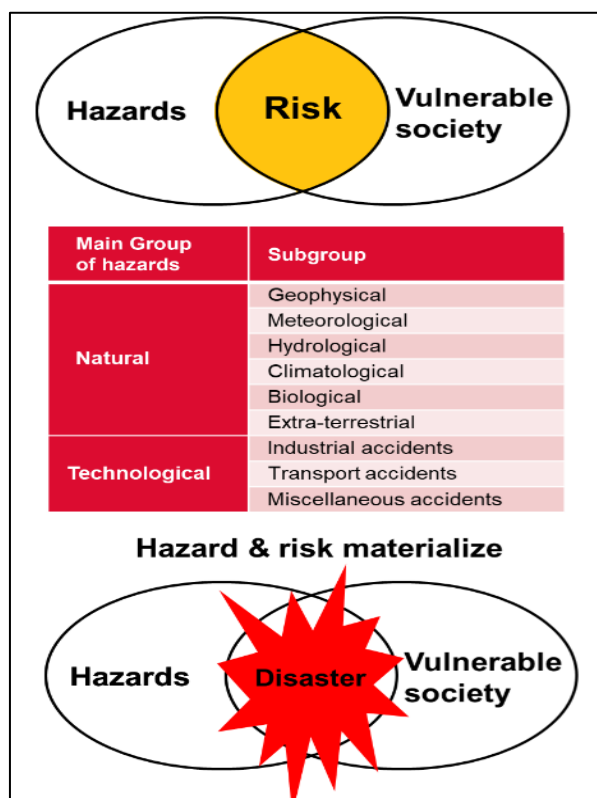 Hazards
Risk
Vulnerable
society
Main Group
of hazards
Subgroup
Natural
Geophysical
Meteorological
Hydrological
Climatological
Biological
Extra-terrestrial
Technological
Industrial accidents
Transport accidents
Miscellaneous accidents
Hazard & risk materialize
Hazards
Disaster
Vulnerable
society